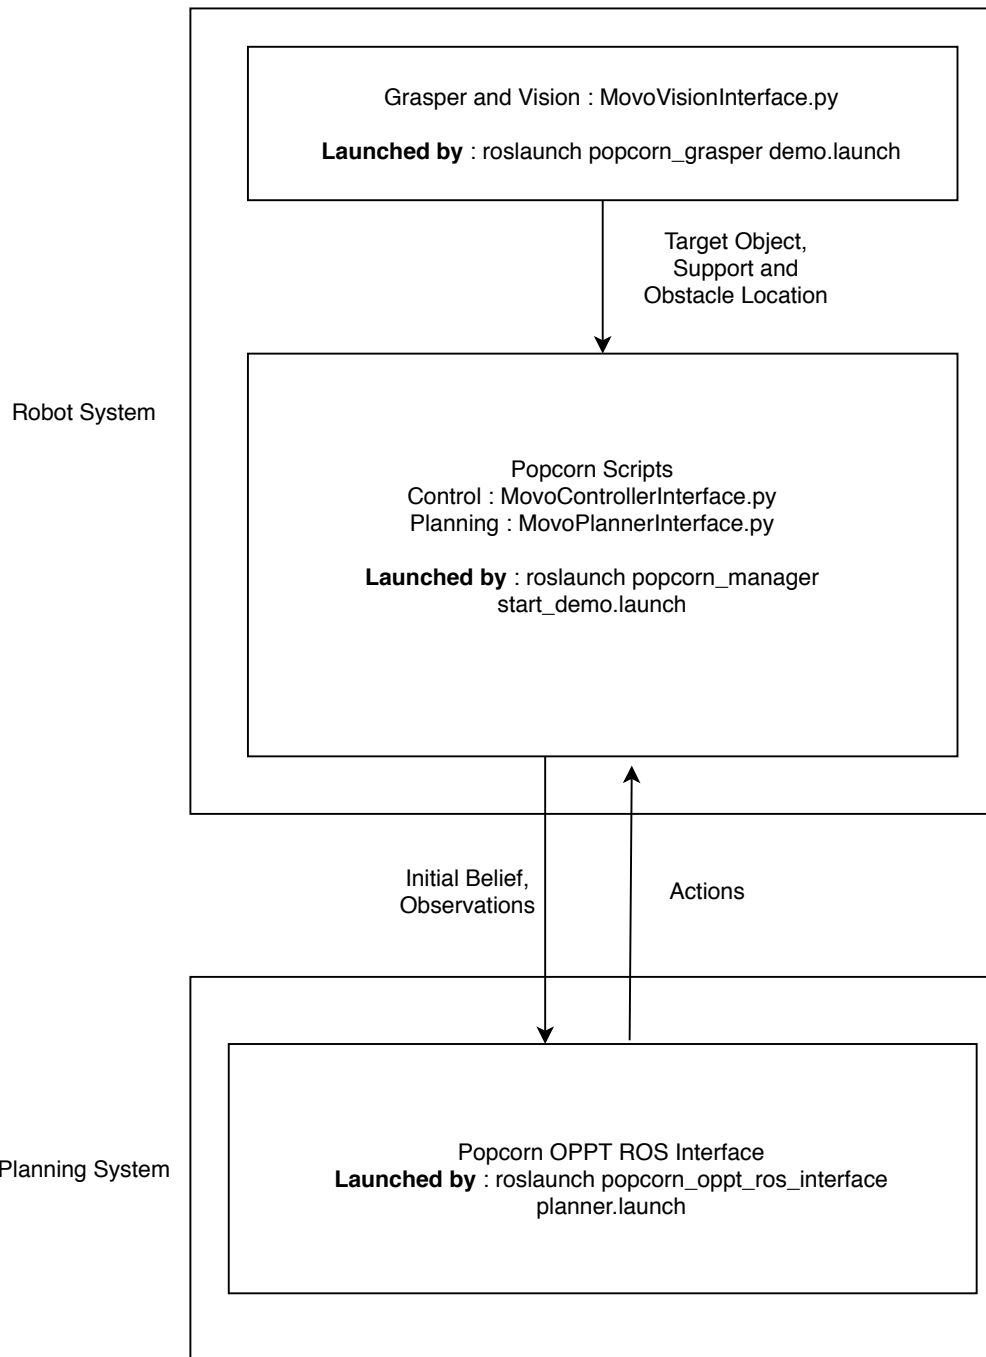 Grasper and Vision : MovoVisionInterface.py
Launched by : roslaunch popcorn_grasper demo.launch
Target Object,
Support and
Obstacle Location
Robot System
Popcorn Scripts
Control : MovoControllerInterface.py
Planning : MovoPlannerInterface.py
Launched by : roslaunch popcorn_manager
start_demo.launch
Initial Belief,
Observations
Actions
Planning System
Popcorn OPPT ROS Interface
Launched by : roslaunch popcorn_oppt_ros_interface
planner.launch